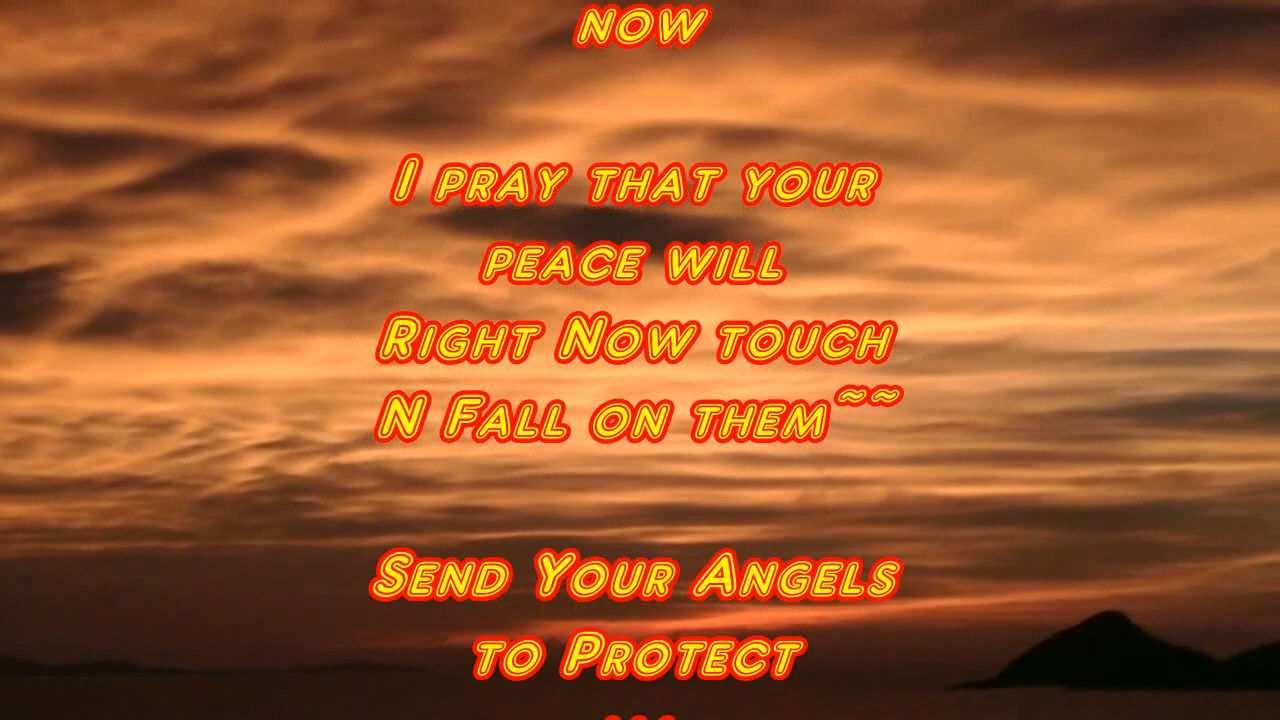 now
I pray that your
peace will
Right Now touch
N Fall on them~~
Send Your Angels
to Protect